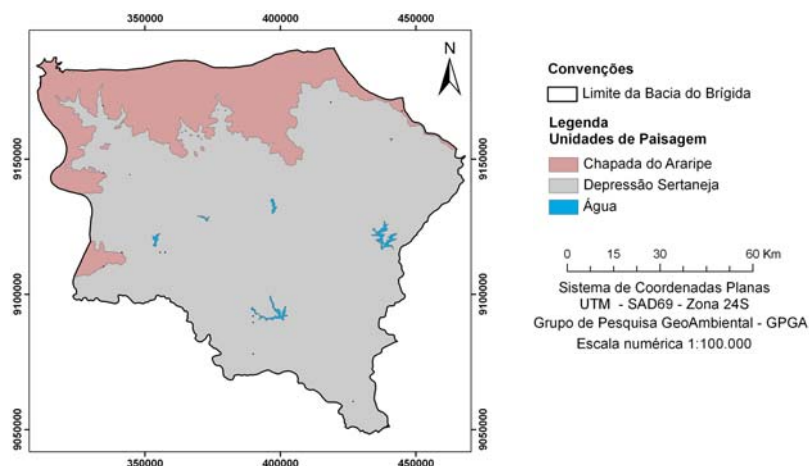 350000 400000 450000
N
9150000 9150000
9100000 9100000
9050000 9050000
350000 400000 450000
Convenções
Limite da Bacia do Brígida
Legenda
Unidades de Paisagem
Chapada do Araripe
Depressão Sertaneja
Água
0 15 30 60 Km
Sistema de Coordenadas Planas
UTM - SAD69 - Zona 24S
Grupo de Pesquisa GeoAmbiental - GPGA
Escala numérica 1:100.000